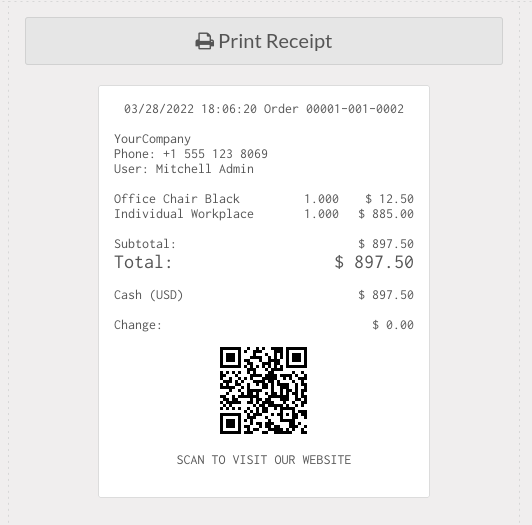 Print Receipt
03/28/2022 18:06:20 Order 00001-001-0002
YourCompany
Phone: +1 555 123 8069
User: Mitchell Admin
Office Chair Black 1.000 $ 12.50
Individual Workplace 1.000 $ 885.00
Subtotal: $ 897.50
Total: $ 897.50
Cash (USD) $ 897.50
Change: $ 0.00
SCAN TO VISIT OUR WEBSITE